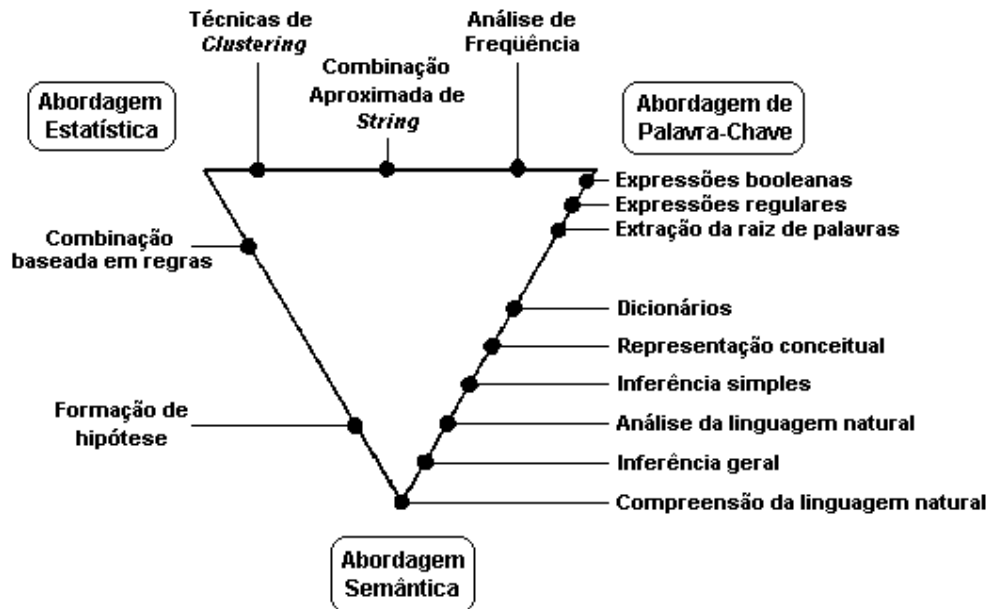 Técnicas de
Clustering
Análise de
Freqüência
Combinação
Aproximada de
String
Abordagem
Estatística
Abordagem de
Palavra-Chave
Expressões booleanas
Expressões regulares
Extração da raiz de palavras
Combinação
baseada em regras
Dicionários
Representação conceitual
Inferência simples
Formação de
hipótese
Análise da linguagem natural
Inferência geral
Compreensão da linguagem natural
Abordagem
Semântica